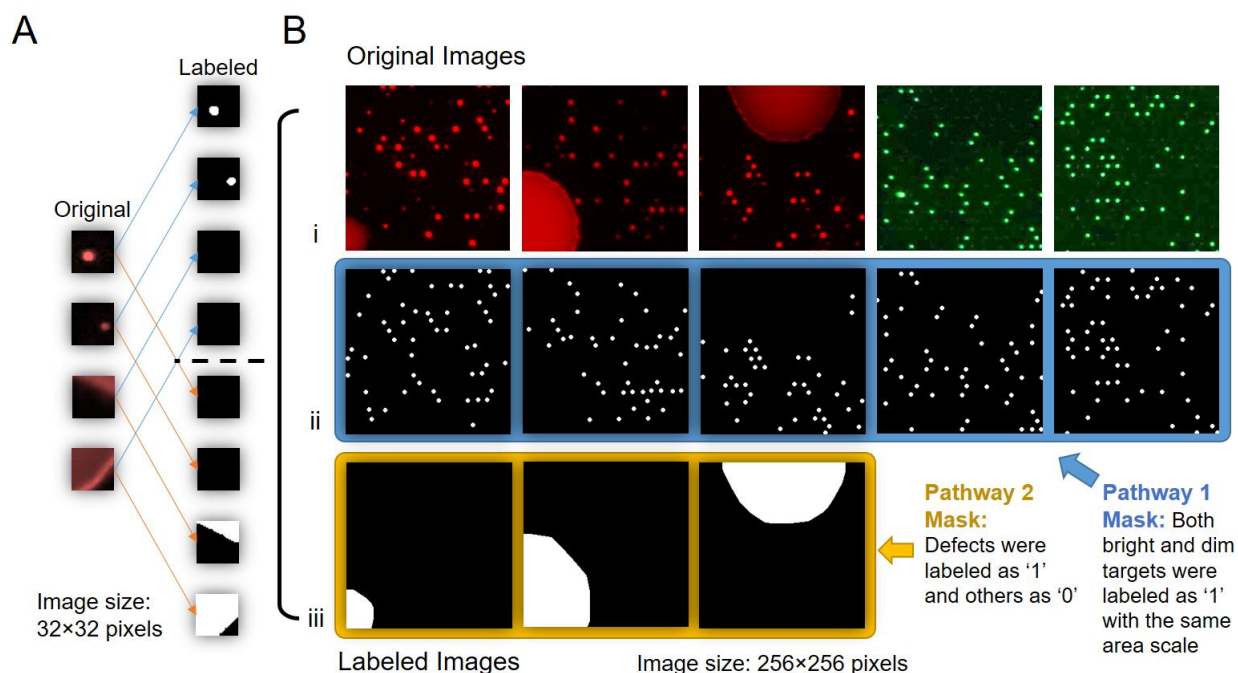 A
B
Original Images
Labeled
Original
i
ii
iii
Pathway 2
Mask:
Defects were
labeled as ‘1’
and others as ‘0’
Pathway 1
Mask: Both
bright and dim
targets were
labeled as ‘1’
with the same
area scale
Image size:
32×32 pixels
Labeled Images
Image size: 256×256 pixels